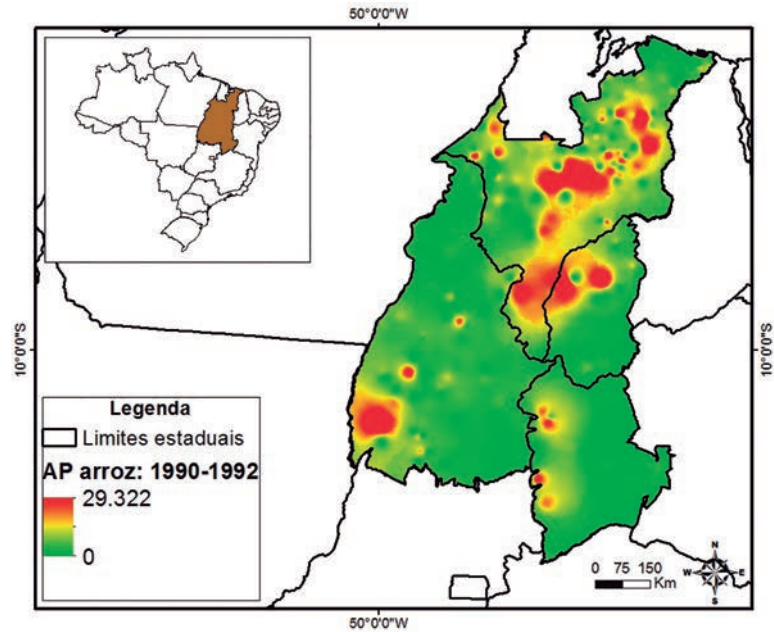 50°0'0"W
10°0'0"S
10°0'0"S
Legenda
Limites estaduais
AP arroz: 1990-1992
29.322
0
0 75 150
Km
N
W E
S
50°0'0"W